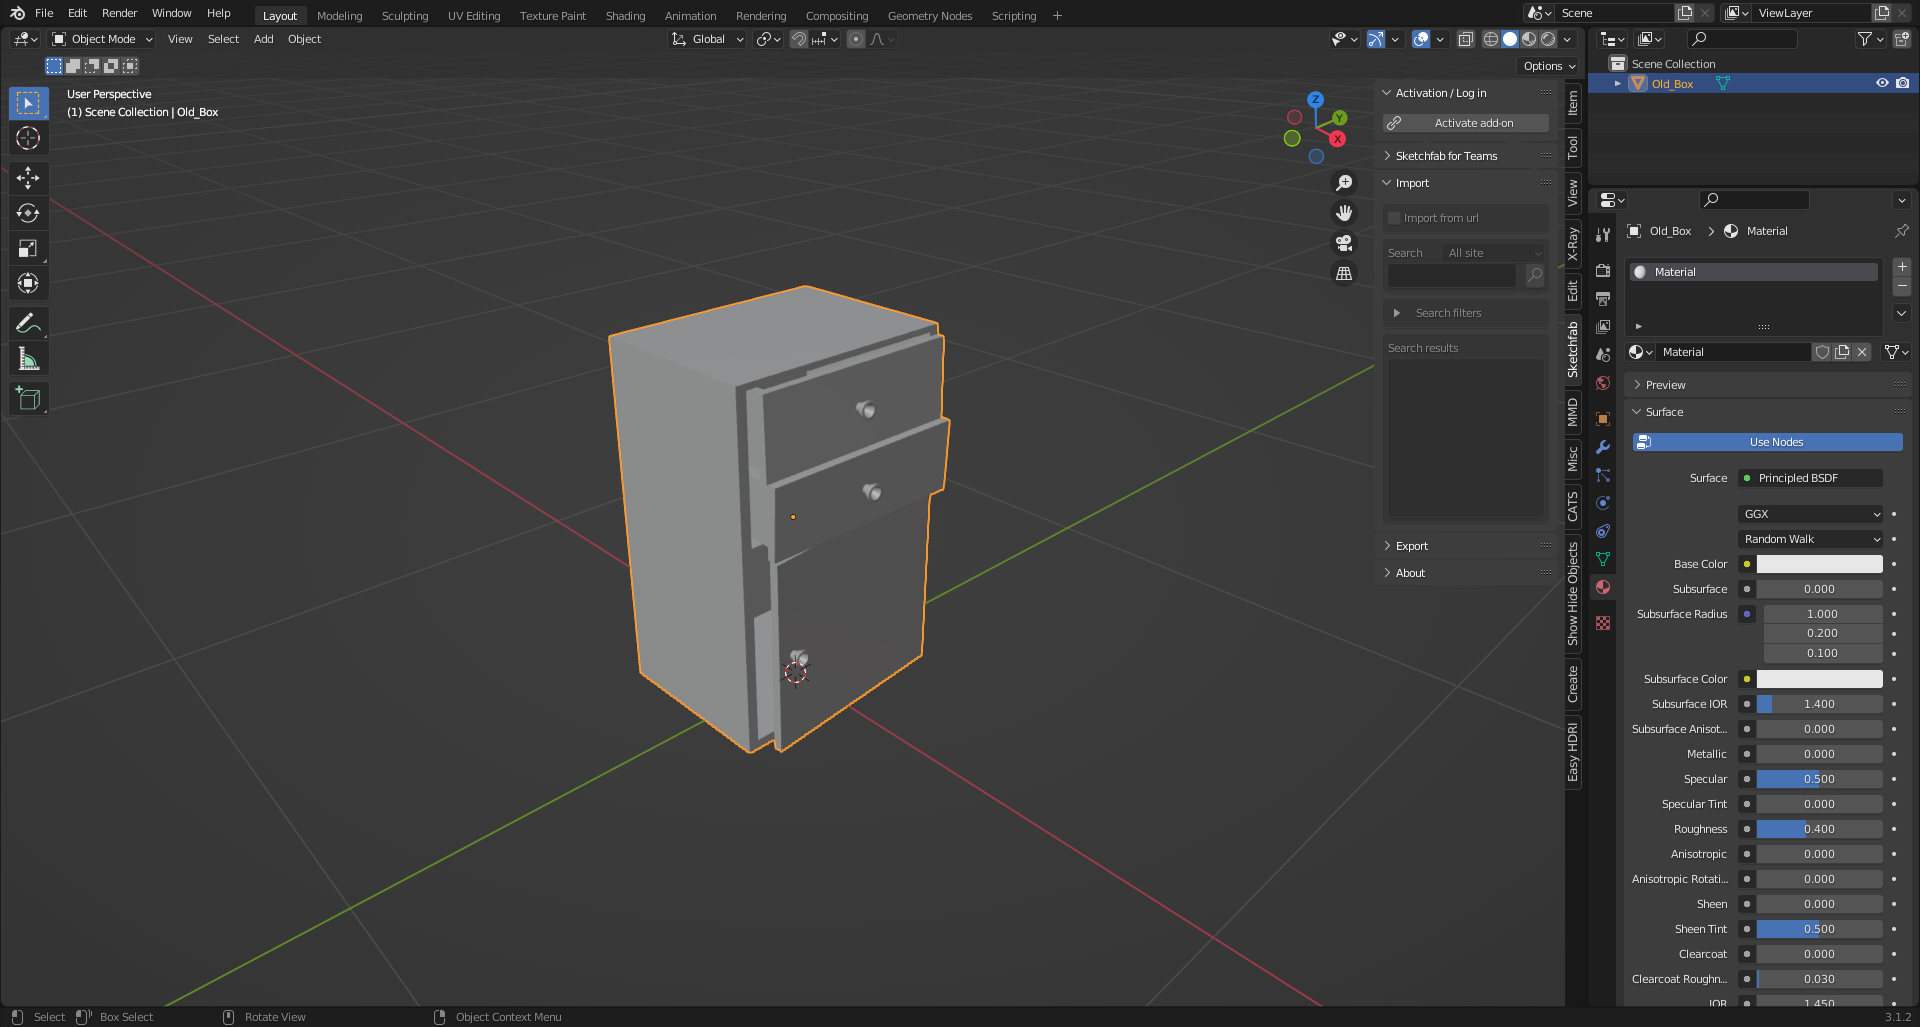 File Edit Render Window Help Layout Modeling Sculpting UV Editing Texture Paint Shading Animation Rendering Compositing Geometry Nodes Scripting + Scene ViewLayer
Object Mode View Select Add Object Global
Options
User Perspective
(1) Scene Collection | Old_Box
Z
Y
X
Activation / Log in
Activate add-on
Sketchfab for Teams
Import
Import from url
Search All site
Search filters
Search results
Export
About
Item
Tool
View
X-Ray
Edit
Sketchfab
MMD
Misc
CATS
Show Hide Objects
Create
Easy HDRI
Scene Collection
Old_Box
Old_Box > Material
Material
Material
Preview
Surface
Use Nodes
Surface Principled BSDF
GGX
Random Walk
Base Color
Subsurface 0.000
Subsurface Radius 1.000
0.200
0.100
Subsurface Color
Subsurface IOR 1.400
Subsurface Anisot... 0.000
Metallic 0.000
Specular 0.500
Specular Tint 0.000
Roughness 0.400
Anisotropic 0.000
Anisotropic Rotati... 0.000
Sheen 0.000
Sheen Tint 0.500
Clearcoat 0.000
Clearcoat Roughn... 0.030
IOR 1.450
Select Box Select Rotate View Object Context Menu 3.1.2